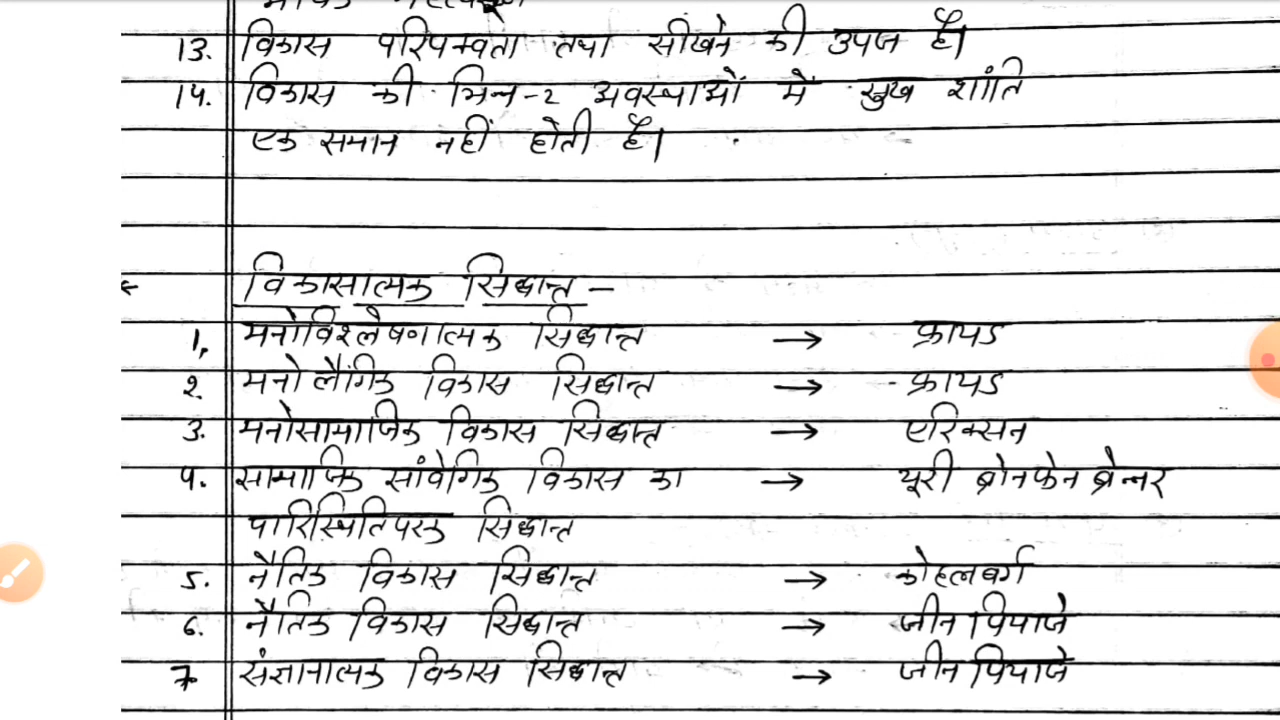 13. विकास परिपक्वता तथा सीखने की उपज है।
14. विकास की भिन्न-2 अवस्थाओं में सुख शांति
एक समान नहीं होती है।
विकासात्मक सिद्धान्त -
1. मनोविश्लेषणात्मक सिद्धान्त → फ्रायड
2. मनो लैंगिक विकास सिद्धान्त → फ्रायड
3. मनोसामाजिक विकास सिद्धान्त → एरिक्सन
4. सामाजिक सांवेगिक विकास का → यूरी ब्रोनफेन ब्रेन्नर
पारिस्थितिपरक सिद्धान्त
5. नैतिक विकास सिद्धान्त → कोहलबर्ग
6. नैतिक विकास सिद्धान्त → जीन पियाजे
7 संज्ञानात्मक विकास सिद्धान्त → जीन पियाजे